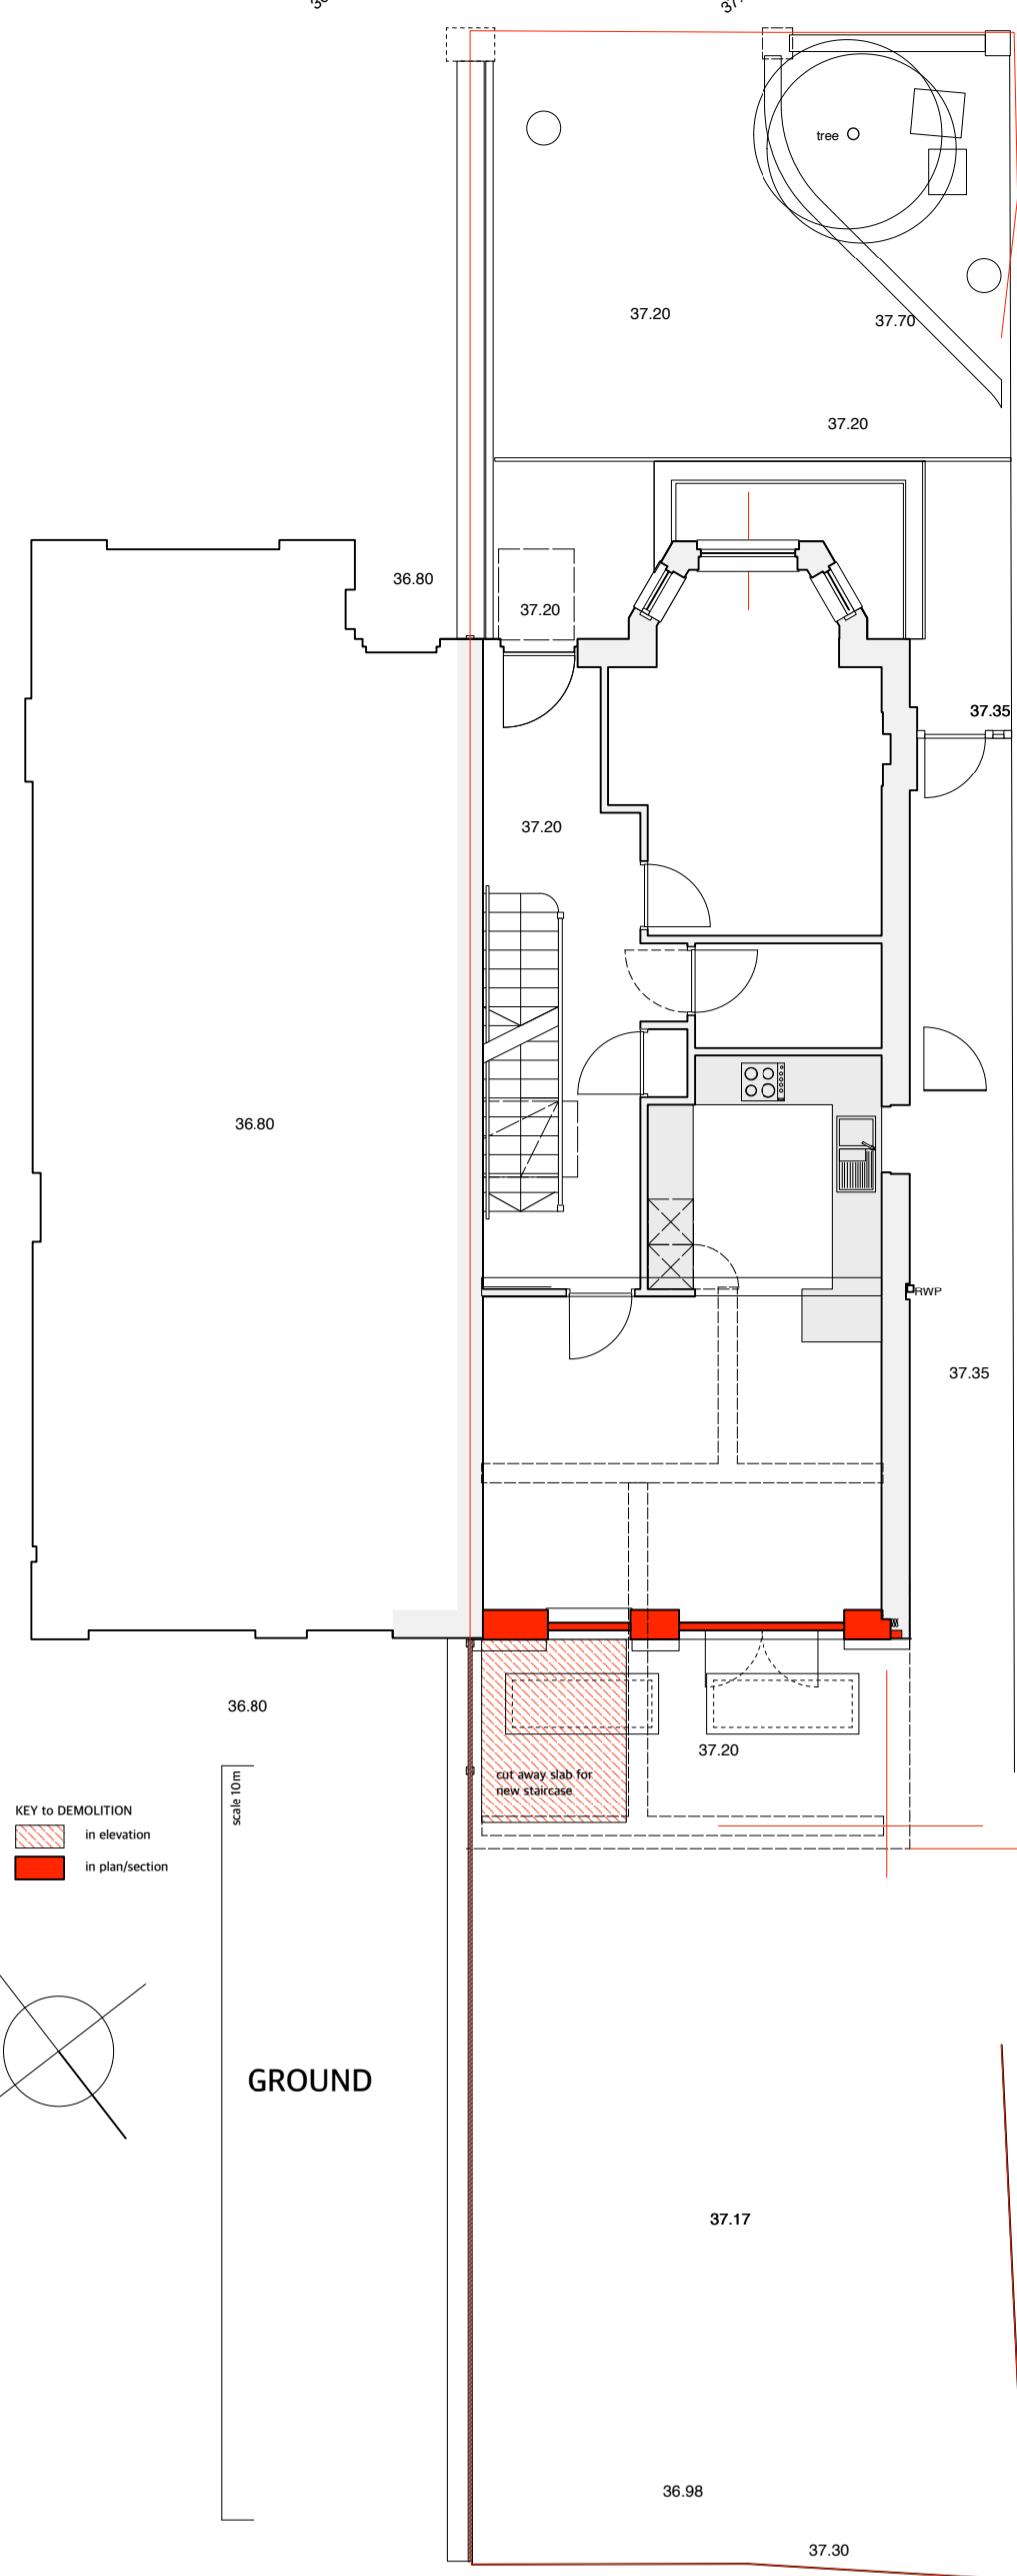 tree
37.20
37.70
37.20
36.80
37.20
37.35
37.20
36.80
RWP
37.35
36.80
37.20
cut away slab for
new staircase
scale 10m
KEY to DEMOLITION
in elevation
in plan/section
GROUND
37.17
36.98
37.30